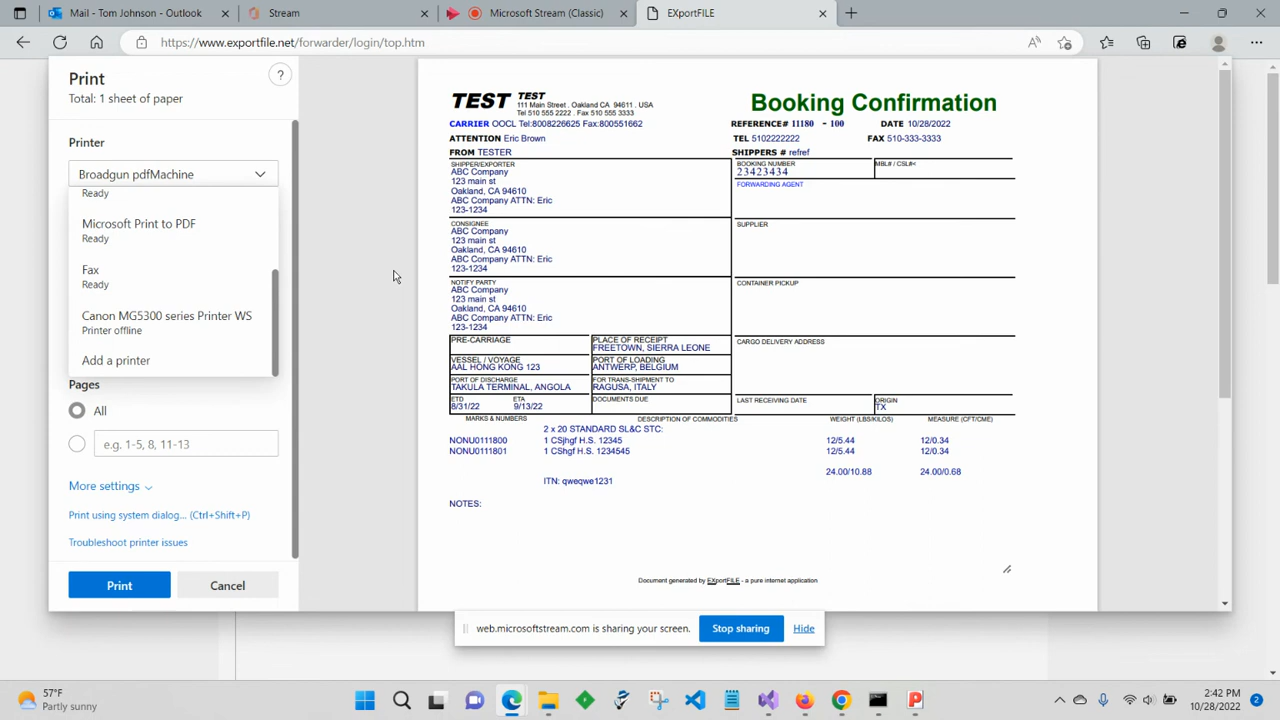 Paul Tim Johnson - Outlook
Stream
Microsoft Stream (Classic)
EXportFILE
https://www.exportfile.net/forwarder/login/top.htm
Print
?
Total: 1 sheet of paper
Printer
Broadgun pdfMachine
Ready
Microsoft Print to PDF
Ready
Fax
Ready
Canon MG5300 series Printer WS
Printer offline
Add a printer
Pages
All
e.g. 1-5, 8, 11-13
More settings
Print using system dialog... (Ctrl+Shift+P)
Troubleshoot printer issues
Print
Cancel
TEST
TEST
111 Main Street . Oakland CA 94611 . USA
Tel 510 555 2222 . Fax 510 555 3333
Booking Confirmation
CARRIER OOCL Tel:8008226625 Fax:800551662
REFERENCE# 11180 - 100
DATE 10/28/2022
ATTENTION Eric Brown
TEL 5102222222
FAX 510-333-3333
FROM TESTER
SHIPPERS # refref
SHIPPER/EXPORTER
ABC Company
123 main st
Oakland, CA 94610
ABC Company ATTN: Eric
123-1234
BOOKING NUMBER
23423434
MBL# / CSL#<
FORWARDING AGENT
CONSIGNEE
ABC Company
123 main st
Oakland, CA 94610
ABC Company ATTN: Eric
123-1234
SUPPLIER
NOTIFY PARTY
ABC Company
123 main st
Oakland, CA 94610
ABC Company ATTN: Eric
123-1234
CONTAINER PICKUP
PRE-CARRIAGE
PLACE OF RECEIPT
FREETOWN, SIERRA LEONE
CARGO DELIVERY ADDRESS
VESSEL / VOYAGE
AAL HONG KONG 123
PORT OF LOADING
ANTWERP, BELGIUM
PORT OF DISCHARGE
TAKULA TERMINAL, ANGOLA
FOR TRANS-SHIPMENT TO
RAGUSA, ITALY
ETD
8/31/22
ETA
9/13/22
DOCUMENTS DUE
LAST RECEIVING DATE
ORIGIN
TX
MARKS & NUMBERS
DESCRIPTION OF COMMODITIES
WEIGHT (LBS/KILOS)
MEASURE (CFT/CME)
2 x 20 STANDARD SL&C STC:
NONU0111800 1 CSjhgf H.S. 12345 12/5.44 12/0.34
NONU0111801 1 CShgf H.S. 1234545 12/5.44 12/0.34
24.00/10.88 24.00/0.68
ITN: qweqwe1231
NOTES:
Document generated by EXportFILE - a pure internet application
web.microsoftstream.com is sharing your screen.
Stop sharing
Hide
57°F
Partly sunny
2:42 PM
10/28/2022
2